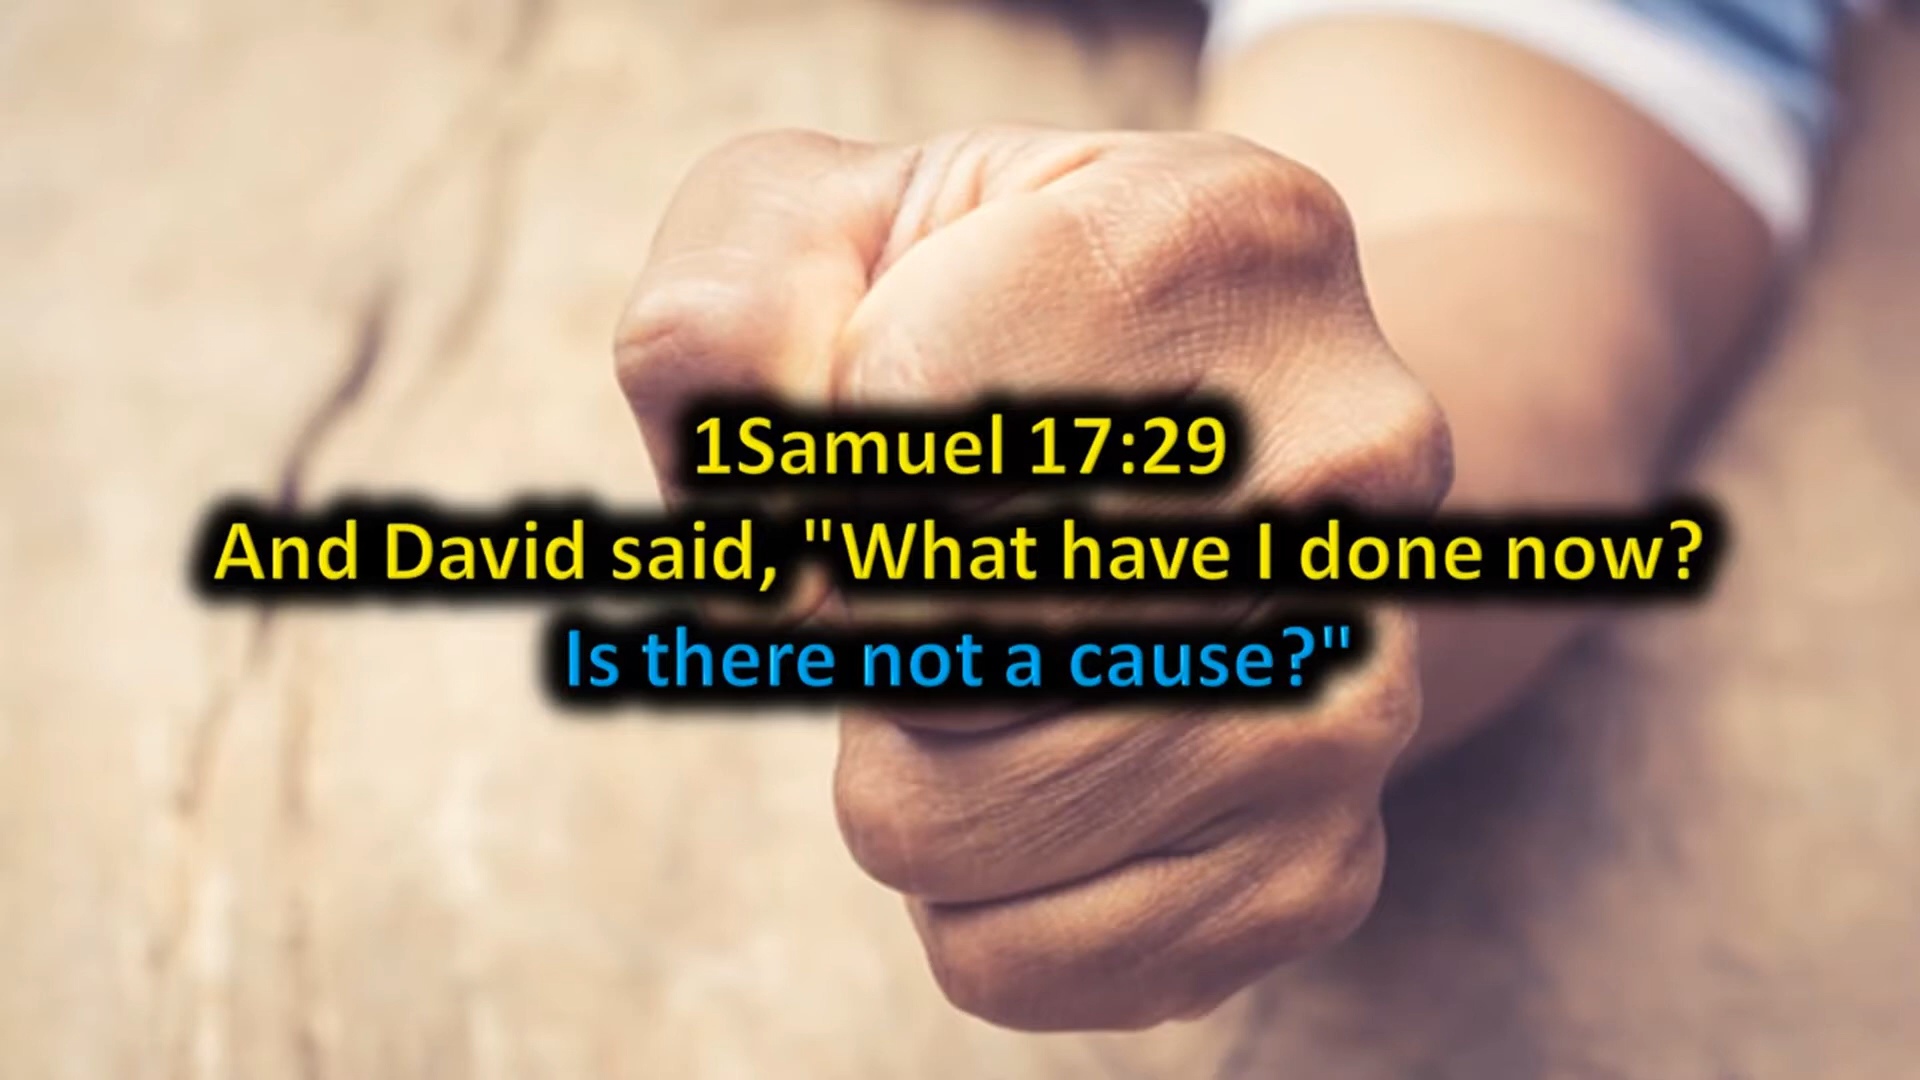 1Samuel 17:29
And David said, "What have I done now?
Is there not a cause?"